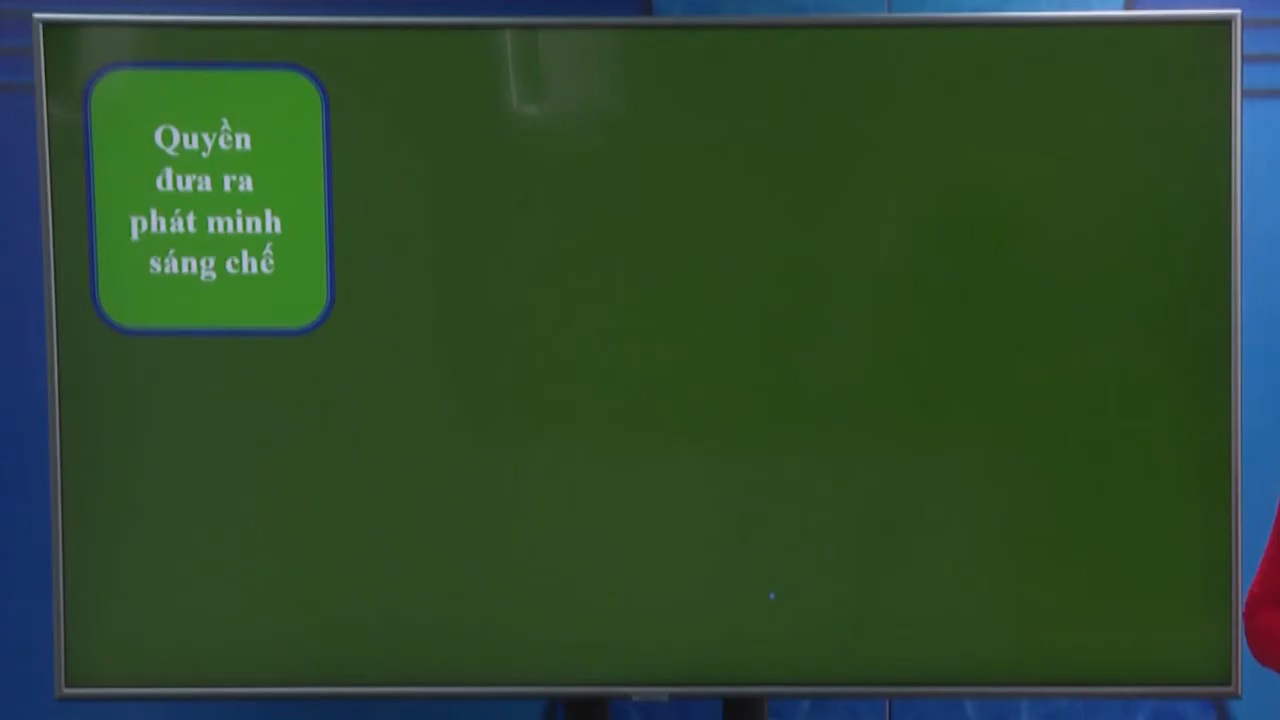 Quyền
đưa ra
phát minh
sáng chế